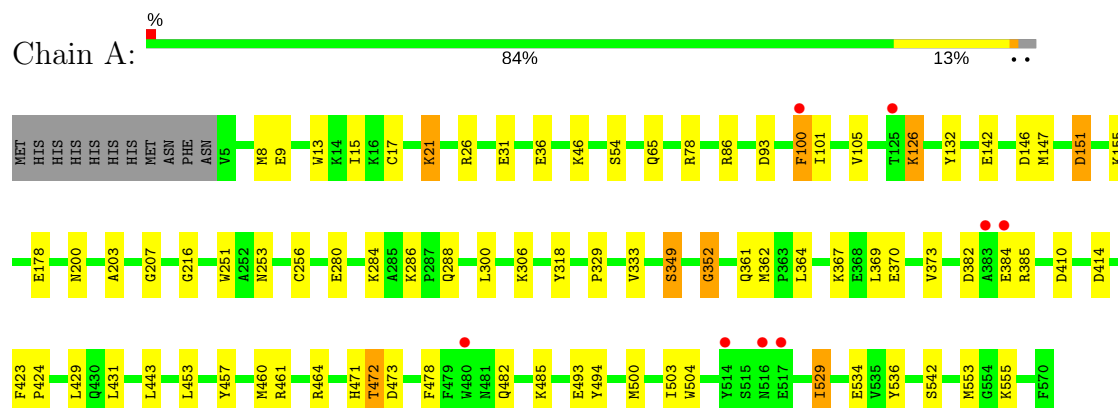 %
Chain A:
84% 13% • •
MET HIS HIS HIS HIS HIS HIS MET ASN PHE ASN V5 M8 E9 W13 K14 I15 K16 C17 K21 R26 E31 E36 K46 S54 Q65 R78 R86 D93 F100 I101 V105 T125 K126 Y132 E142 D146 M147 D151 K155
E178 N200 A203 G207 G216 W251 A252 N253 C256 E280 K284 A285 K286 P287 Q288 L300 K306 Y318 P329 V333 S349 G352 Q361 M362 P363 L364 K367 E368 L369 E370 V373 D382 A383 E384 R385 D410 D414
F423 P424 L429 Q430 L431 L443 L453 Y457 M460 R461 R464 H471 T472 D473 F478 F479 W480 N481 Q482 K485 E493 Y494 M500 I503 W504 Y514 S515 N516 E517 I529 E534 V535 Y536 S542 M553 G554 K555 F570